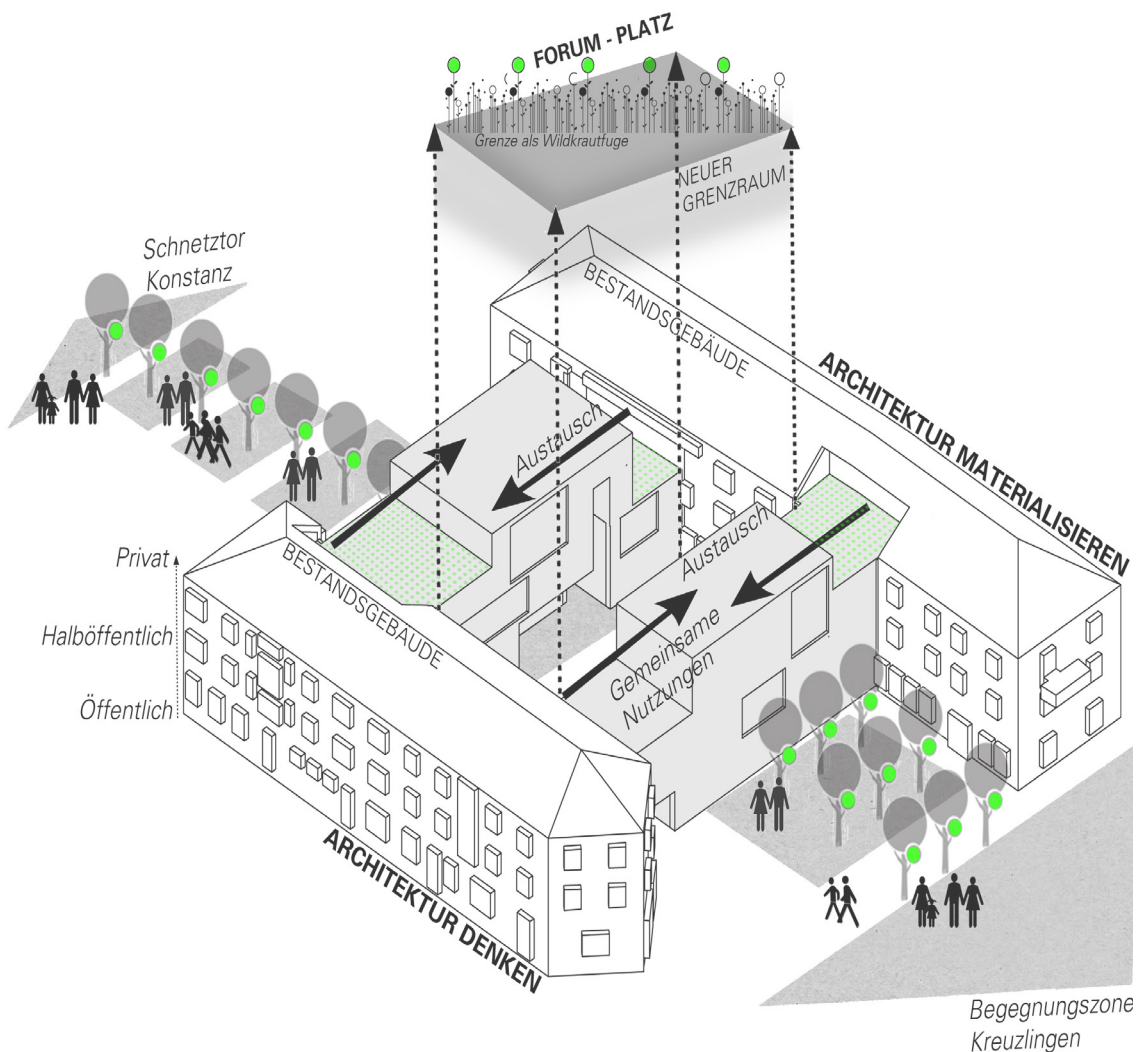 FORUM - PLATZ
Grenze als Wildkrautfuge
NEUER
GRENZRAUM
Schnetztor
Konstanz
BESTANDSGEBÄUDE
ARCHITEKTUR MATERIALISIEREN
Austausch
Austausch
Gemeinsame
Nutzungen
Privat
Halböffentlich
Öffentlich
BESTANDSGEBÄUDE
ARCHITEKTUR DENKEN
Begegnungszone
Kreuzlingen